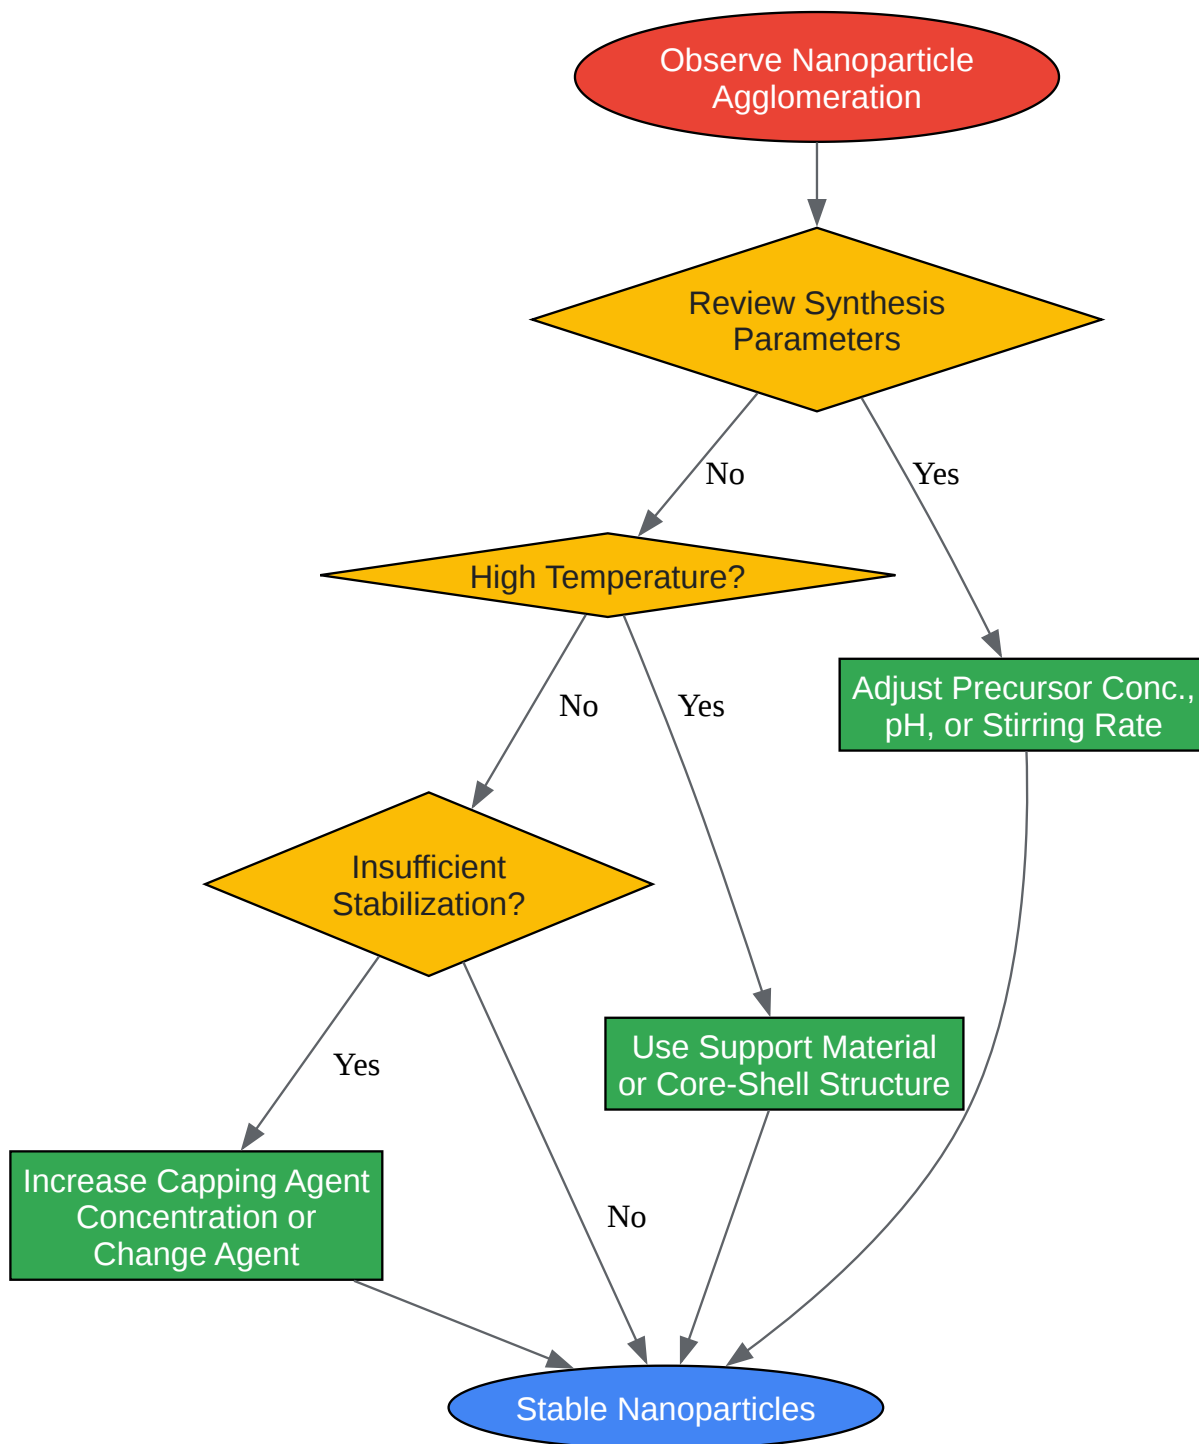 Observe Nanoparticle
Agglomeration
Review Synthesis
Parameters
No
Yes
High Temperature?
No
Yes
Adjust Precursor Conc.,
pH, or Stirring Rate
Insufficient
Stabilization?
Yes
No
Use Support Material
or Core-Shell Structure
Increase Capping Agent
Concentration or
Change Agent
Stable Nanoparticles